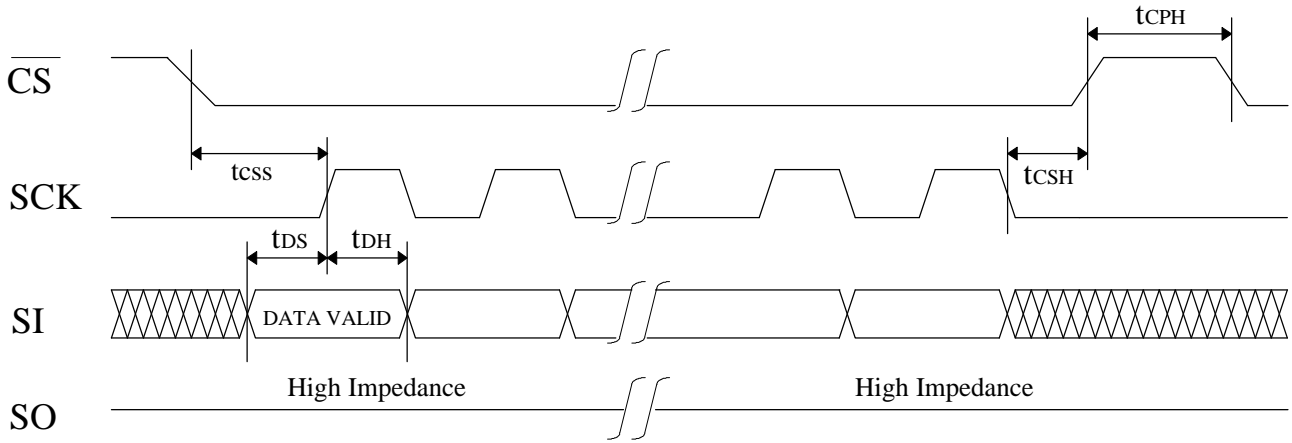 tCPH
CS
tCSS
tCSH
SCK
tDS tDH
SI
DATA VALID
High Impedance High Impedance
SO